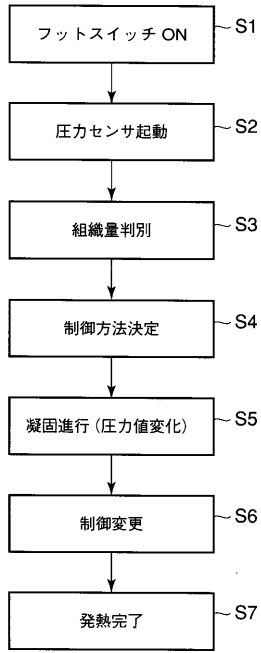 フットスイッチ ON
S1
圧力センサ起動
S2
組織量判別
S3
制御方法決定
S4
凝固進行(圧力値変化)
S5
制御変更
S6
発熱完了
S7